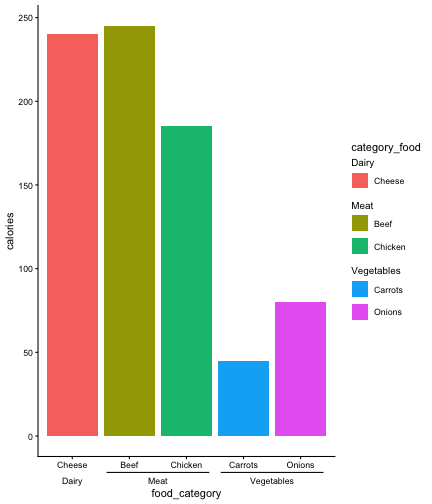 250
200
150
100
50
0
calories
Cheese Beef Chicken Carrots Onions
Dairy Meat Vegetables
food_category
category_food
Dairy
Cheese
Meat
Beef
Chicken
Vegetables
Carrots
Onions